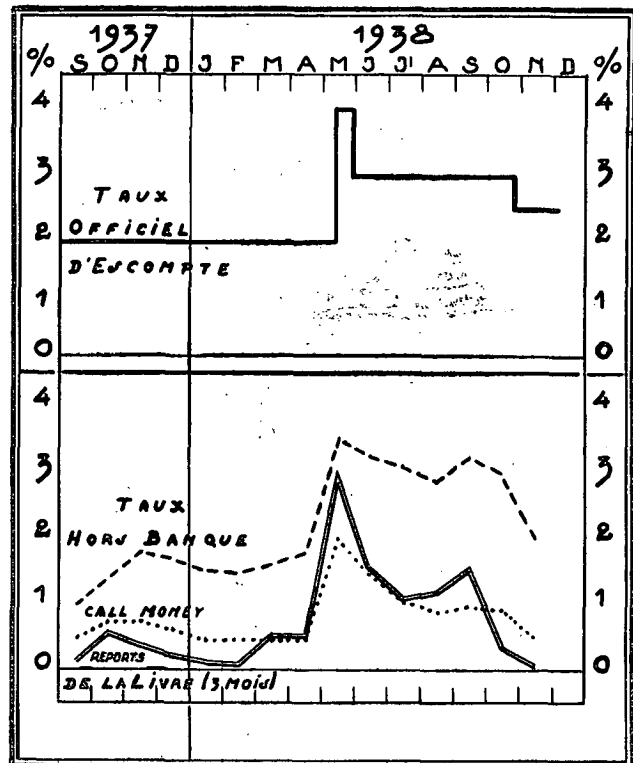 1937 1938
% S O N D J F M A M J J' A S O N D %
4 4
3 3
TAUX
OFFICIEL
2 2
D'ESCOMPTE
1 1
0 0
4 4
3 3
TAUX
2 2
HORS BANQUE
1 1
CALL MONEY
REPORTS
0 0
DE LA LIVRE (3 MOIS)